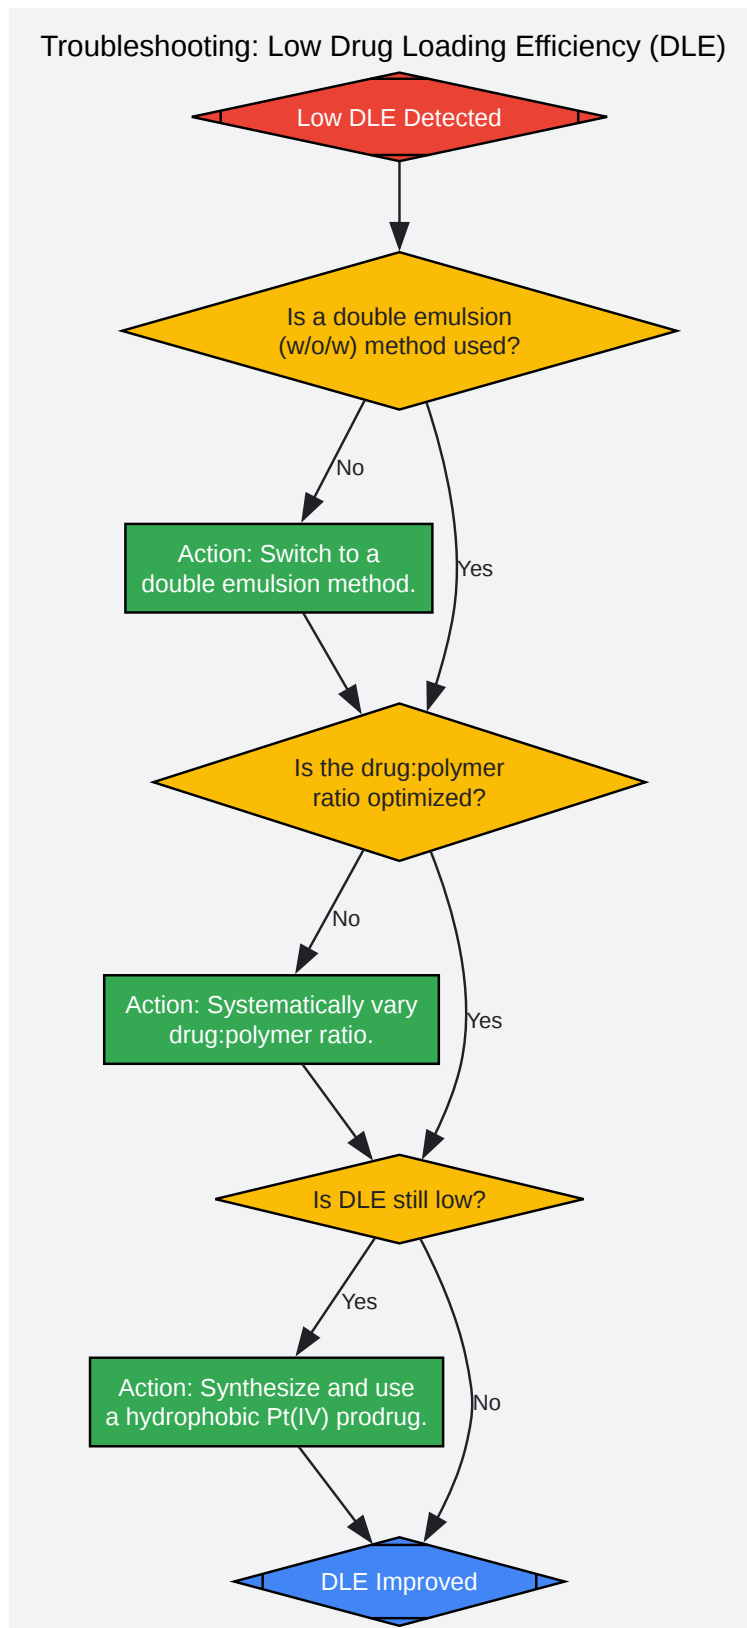 Troubleshooting: Low Drug Loading Efficiency (DLE)
Low DLE Detected
Is a double emulsion
(w/o/w) method used?
No
Yes
Action: Switch to a
double emulsion method.
Is the drug:polymer
ratio optimized?
No
Yes
Action: Systematically vary
drug:polymer ratio.
Is DLE still low?
Yes
No
Action: Synthesize and use
a hydrophobic Pt(IV) prodrug.
DLE Improved